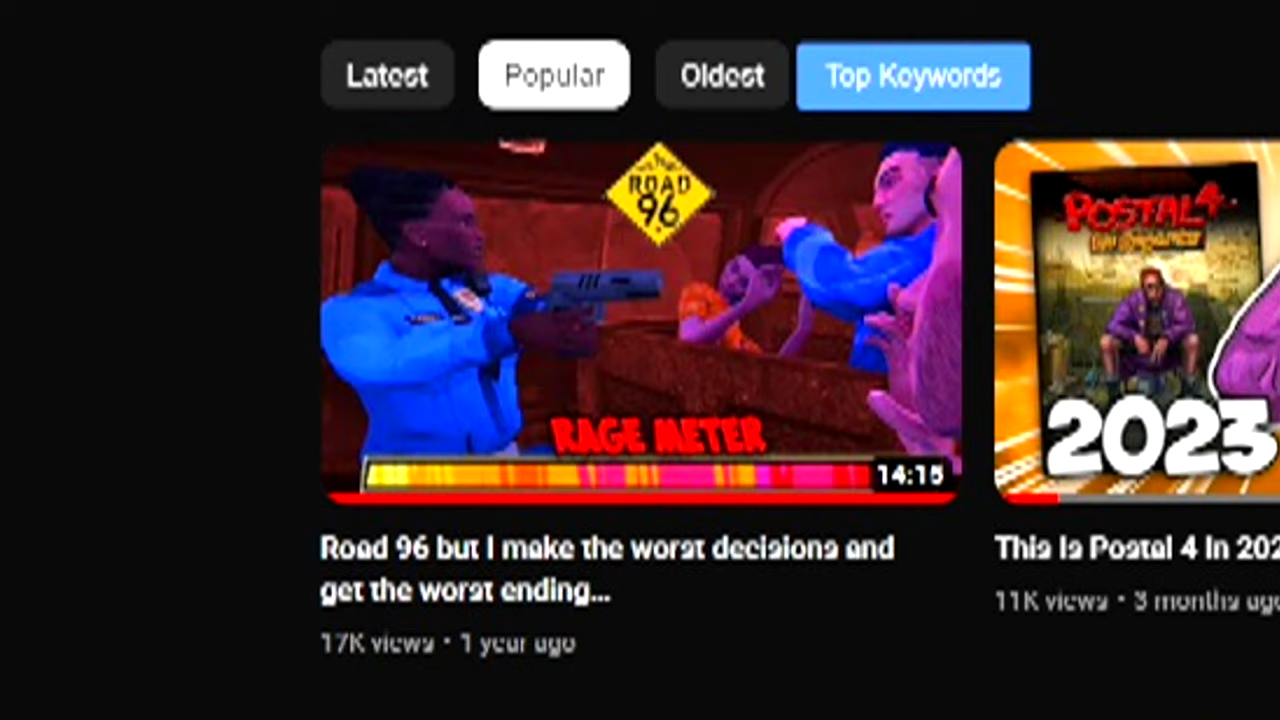 Latest
Popular
Oldest
Top Keywords
ROAD
96
RAGE METER
14:15
Road 96 but I make the worst decisions and
get the worst ending...
17K views • 1 year ago
POSTAL 4
2023
This Is Postal 4 In 202
11K views • 3 months ago